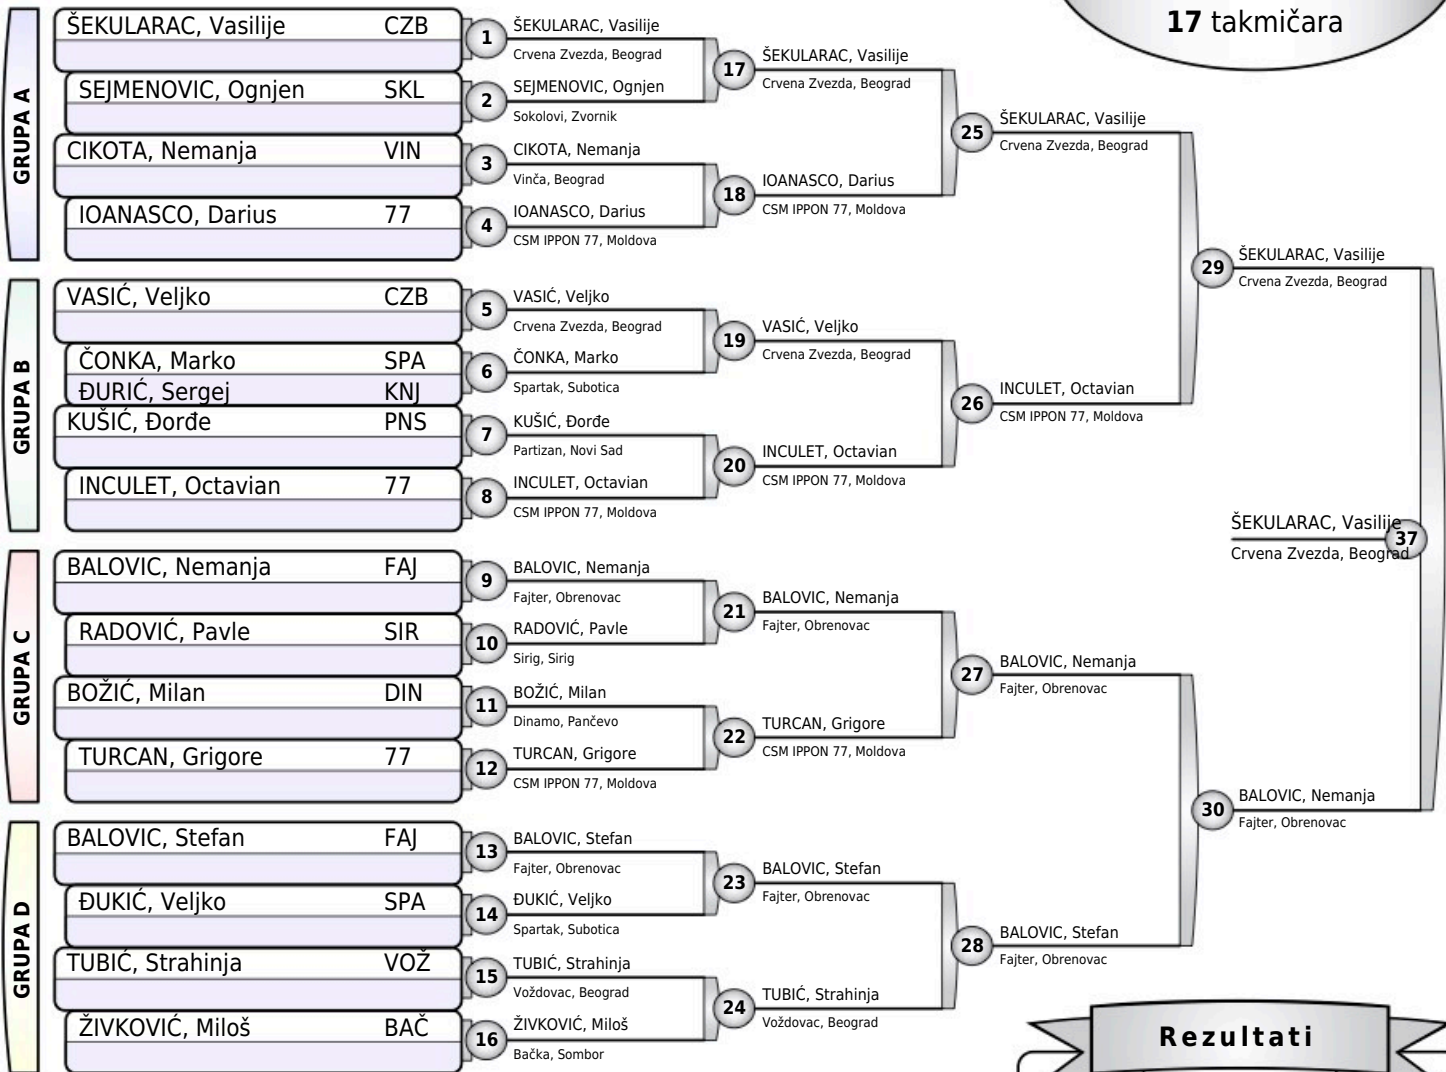 17 takmičara
GRUPA A
ŠEKULARAC, Vasilije CZB
SEJMENOVIC, Ognjen SKL
CIKOTA, Nemanja VIN
IOANASCO, Darius 77
GRUPA B
VASIĆ, Veljko CZB
ČONKA, Marko SPA
ĐURIĆ, Sergej KNJ
KUŠIĆ, Đorđe PNS
INCULET, Octavian 77
GRUPA C
BALOVIC, Nemanja FAJ
RADOVIĆ, Pavle SIR
BOŽIĆ, Milan DIN
TURCAN, Grigore 77
GRUPA D
BALOVIC, Stefan FAJ
ĐUKIĆ, Veljko SPA
TUBIĆ, Strahinja VOŽ
ŽIVKOVIĆ, Miloš BAČ
1 ŠEKULARAC, Vasilije
Crvena Zvezda, Beograd
2 SEJMENOVIC, Ognjen
Sokolovi, Zvornik
3 CIKOTA, Nemanja
Vinča, Beograd
4 IOANASCO, Darius
CSM IPPON 77, Moldova
5 VASIĆ, Veljko
Crvena Zvezda, Beograd
6 ČONKA, Marko
Spartak, Subotica
7 KUŠIĆ, Đorđe
Partizan, Novi Sad
8 INCULET, Octavian
CSM IPPON 77, Moldova
9 BALOVIC, Nemanja
Fajter, Obrenovac
10 RADOVIĆ, Pavle
Sirig, Sirig
11 BOŽIĆ, Milan
Dinamo, Pančevo
12 TURCAN, Grigore
CSM IPPON 77, Moldova
13 BALOVIC, Stefan
Fajter, Obrenovac
14 ĐUKIĆ, Veljko
Spartak, Subotica
15 TUBIĆ, Strahinja
Voždovac, Beograd
16 ŽIVKOVIĆ, Miloš
Bačka, Sombor
17 ŠEKULARAC, Vasilije
Crvena Zvezda, Beograd
18 IOANASCO, Darius
CSM IPPON 77, Moldova
19 VASIĆ, Veljko
Crvena Zvezda, Beograd
20 INCULET, Octavian
CSM IPPON 77, Moldova
21 BALOVIC, Nemanja
Fajter, Obrenovac
22 TURCAN, Grigore
CSM IPPON 77, Moldova
23 BALOVIC, Stefan
Fajter, Obrenovac
24 TUBIĆ, Strahinja
Voždovac, Beograd
25 ŠEKULARAC, Vasilije
Crvena Zvezda, Beograd
26 INCULET, Octavian
CSM IPPON 77, Moldova
27 BALOVIC, Nemanja
Fajter, Obrenovac
28 BALOVIC, Stefan
Fajter, Obrenovac
29 ŠEKULARAC, Vasilije
Crvena Zvezda, Beograd
30 BALOVIC, Nemanja
Fajter, Obrenovac
ŠEKULARAC, Vasilije 37
Crvena Zvezda, Beograd
Rezultati